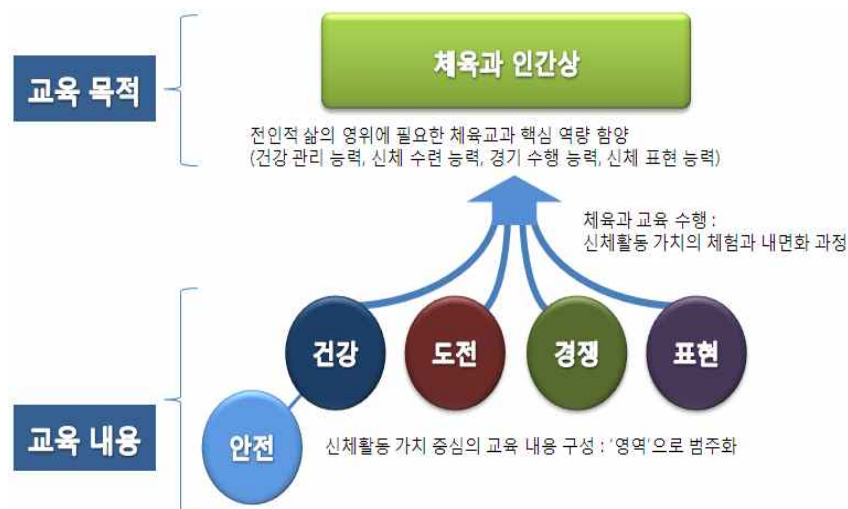 체육과 인간상
교육 목적
전인적 삶의 영위에 필요한 체육교과 핵심 역량 함양
(건강 관리 능력, 신체 수련 능력, 경기 수행 능력, 신체 표현 능력)
체육과 교육 수행 :
신체활동 가치의 체험과 내면화 과정
건강
도전
경쟁
표현
교육 내용
안전
신체활동 가치 중심의 교육 내용 구성 : '영역'으로 범주화